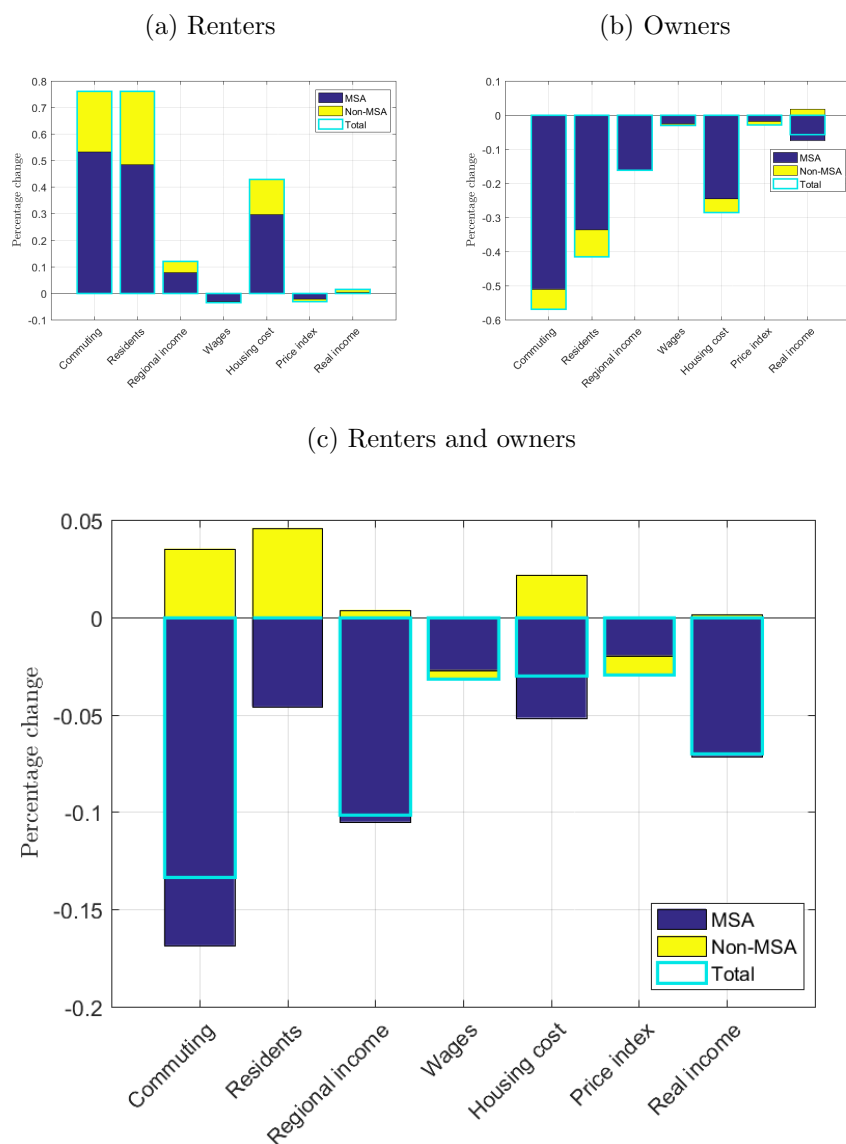 (a) Renters
0.8
0.7
0.6
0.5
0.4
0.3
0.2
0.1
0
-0.1
Percentage change
MSA
Non-MSA
Total
Commuting
Residents
Regional income
Wages
Housing cost
Price index
Real income
(b) Owners
0.1
0
-0.1
-0.2
-0.3
-0.4
-0.5
-0.6
Percentage change
MSA
Non-MSA
Total
Commuting
Residents
Regional income
Wages
Housing cost
Price index
Real income
(c) Renters and owners
0.05
0
-0.05
-0.1
-0.15
-0.2
Percentage change
MSA
Non-MSA
Total
Commuting
Residents
Regional income
Wages
Housing cost
Price index
Real income